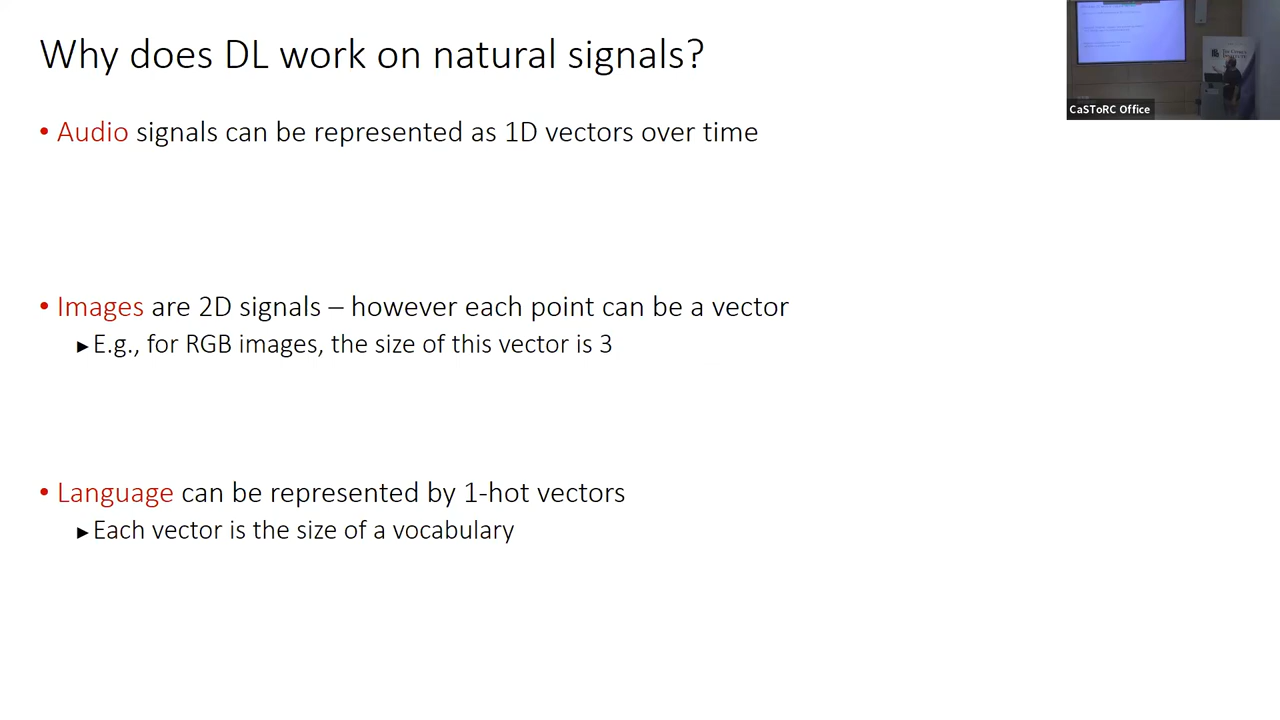 Why does DL work on natural signals?
• Audio signals can be represented as 1D vectors over time
• Images are 2D signals – however each point can be a vector
▸ E.g., for RGB images, the size of this vector is 3
• Language can be represented by 1-hot vectors
▸ Each vector is the size of a vocabulary
CaSToRC Office